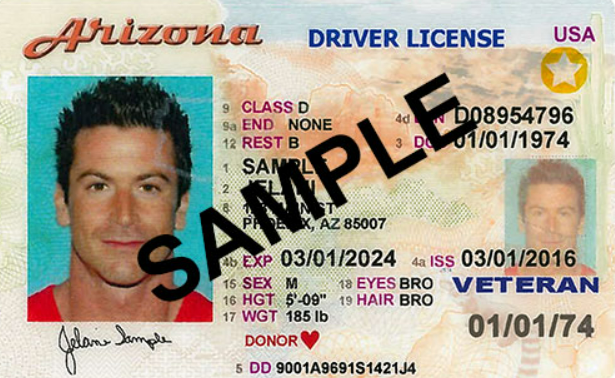 Arizona DRIVER LICENSE USA
9 CLASS D
4d D08954796
9a END NONE
12 REST B
3 01/01/1974
1
2
8
PHOENIX, AZ 85007
SAMPLE
4b EXP 03/01/2024 4a ISS 03/01/2016
15 SEX M 18 EYES BRO VETERAN
16 HGT 5'-09" 19 HAIR BRO
17 WGT 185 lb 01/01/74
Jelani Sample
DONOR
5 DD 9001A9691S1421J4